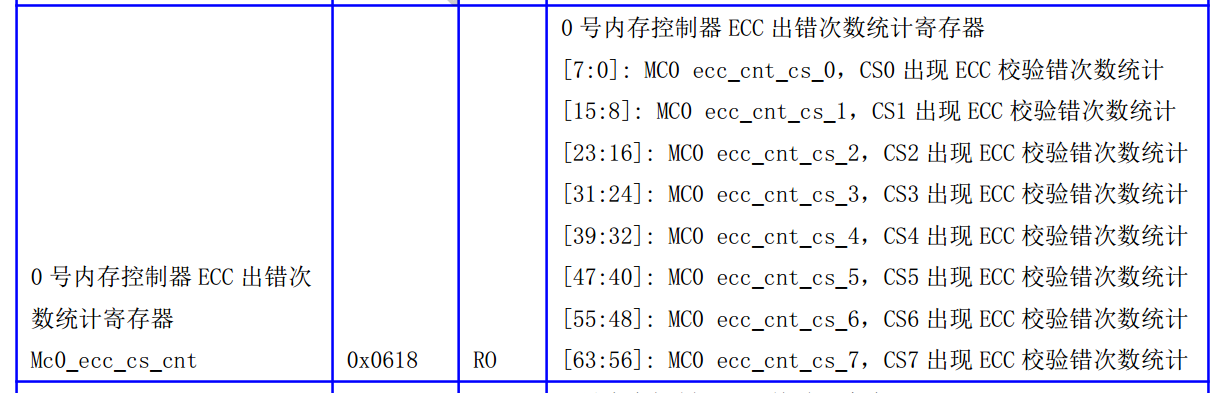 0 号内存控制器 ECC 出错次
数统计寄存器
Mc0_ecc_cs_cnt
0x0618
RO
0 号内存控制器 ECC 出错次数统计寄存器
[7:0]: MC0 ecc_cnt_cs_0，CS0 出现 ECC 校验错次数统计
[15:8]: MC0 ecc_cnt_cs_1，CS1 出现 ECC 校验错次数统计
[23:16]: MC0 ecc_cnt_cs_2，CS2 出现 ECC 校验错次数统计
[31:24]: MC0 ecc_cnt_cs_3，CS3 出现 ECC 校验错次数统计
[39:32]: MC0 ecc_cnt_cs_4，CS4 出现 ECC 校验错次数统计
[47:40]: MC0 ecc_cnt_cs_5，CS5 出现 ECC 校验错次数统计
[55:48]: MC0 ecc_cnt_cs_6，CS6 出现 ECC 校验错次数统计
[63:56]: MC0 ecc_cnt_cs_7，CS7 出现 ECC 校验错次数统计